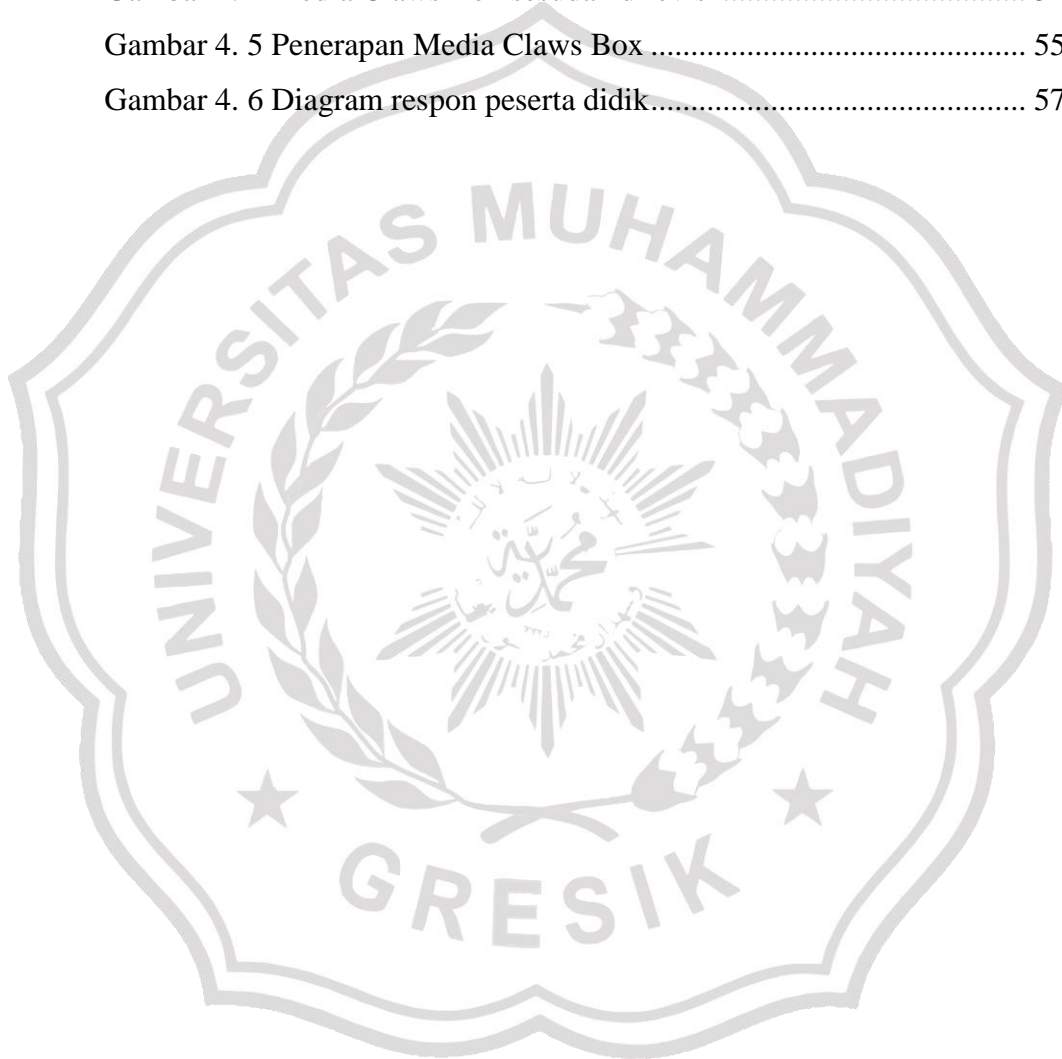 Gambar 4. 5 Penerapan Media Claws Box ............................................. 55
Gambar 4. 6 Diagram respon peserta didik............................................. 57
UNIVERSITAS MUHAMMADIYAH
محمد
GRESIK